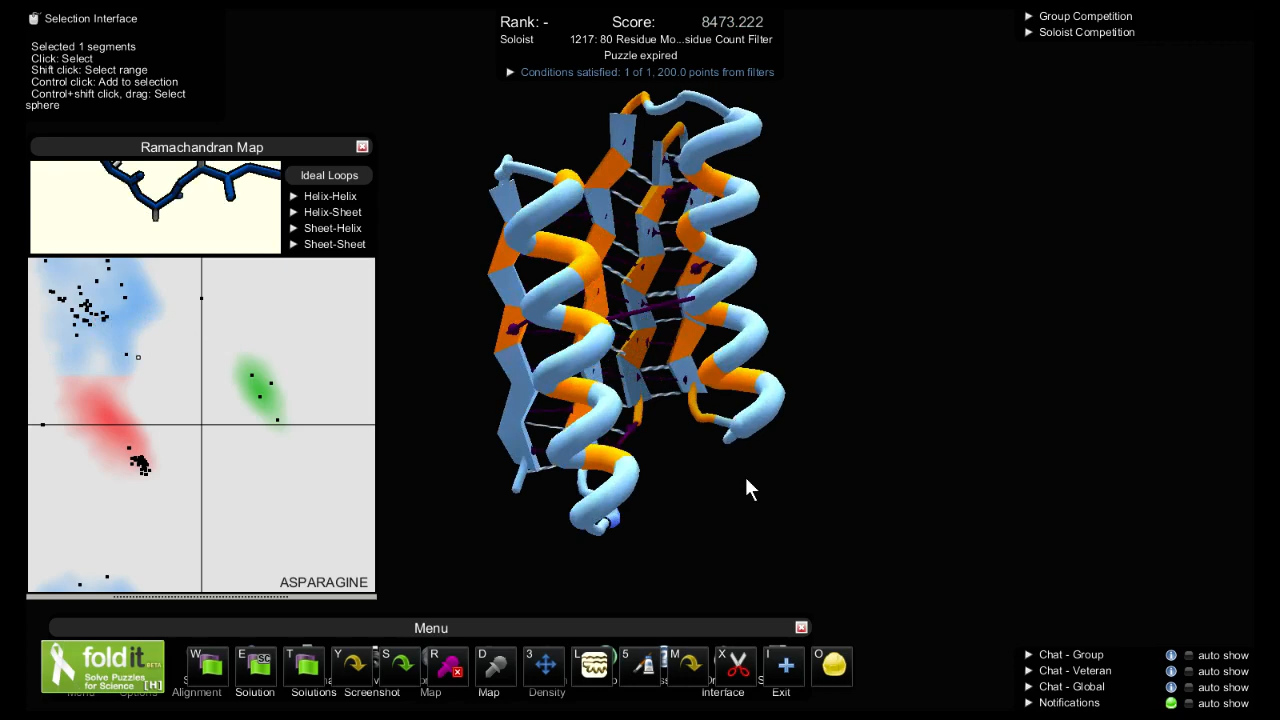 Selection Interface
Selected 1 segments
Click: Select
Shift click: Select range
Control click: Add to selection
Control+shift click, drag: Select
sphere
Rank: - Score: 8473.222
Soloist 1217: 80 Residue Mo...sidue Count Filter
Puzzle expired
Conditions satisfied: 1 of 1, 200.0 points from filters
Group Competition
Soloist Competition
Ramachandran Map
Ideal Loops
Helix-Helix
Helix-Sheet
Sheet-Helix
Sheet-Sheet
ASPARAGINE
Menu
foldit BETA
Solve Puzzles
for Science [H]
W E SC T Y S R D 3 L 5 M X I O
Alignment Solution Solutions Screenshot Map Map Density Interface Exit
Chat - Group auto show
Chat - Veteran auto show
Chat - Global auto show
Notifications auto show